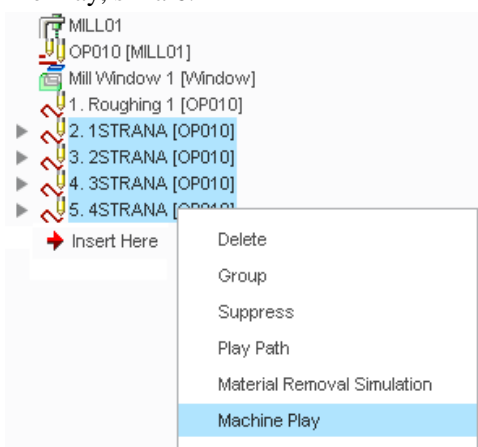 MILL01
OP010 [MILL01]
Mill Window 1 [Window]
1. Roughing 1 [OP010]
2. 1STRANA [OP010]
3. 2STRANA [OP010]
4. 3STRANA [OP010]
5. 4STRANA [OP010]
Insert Here
Delete
Group
Suppress
Play Path
Material Removal Simulation
Machine Play